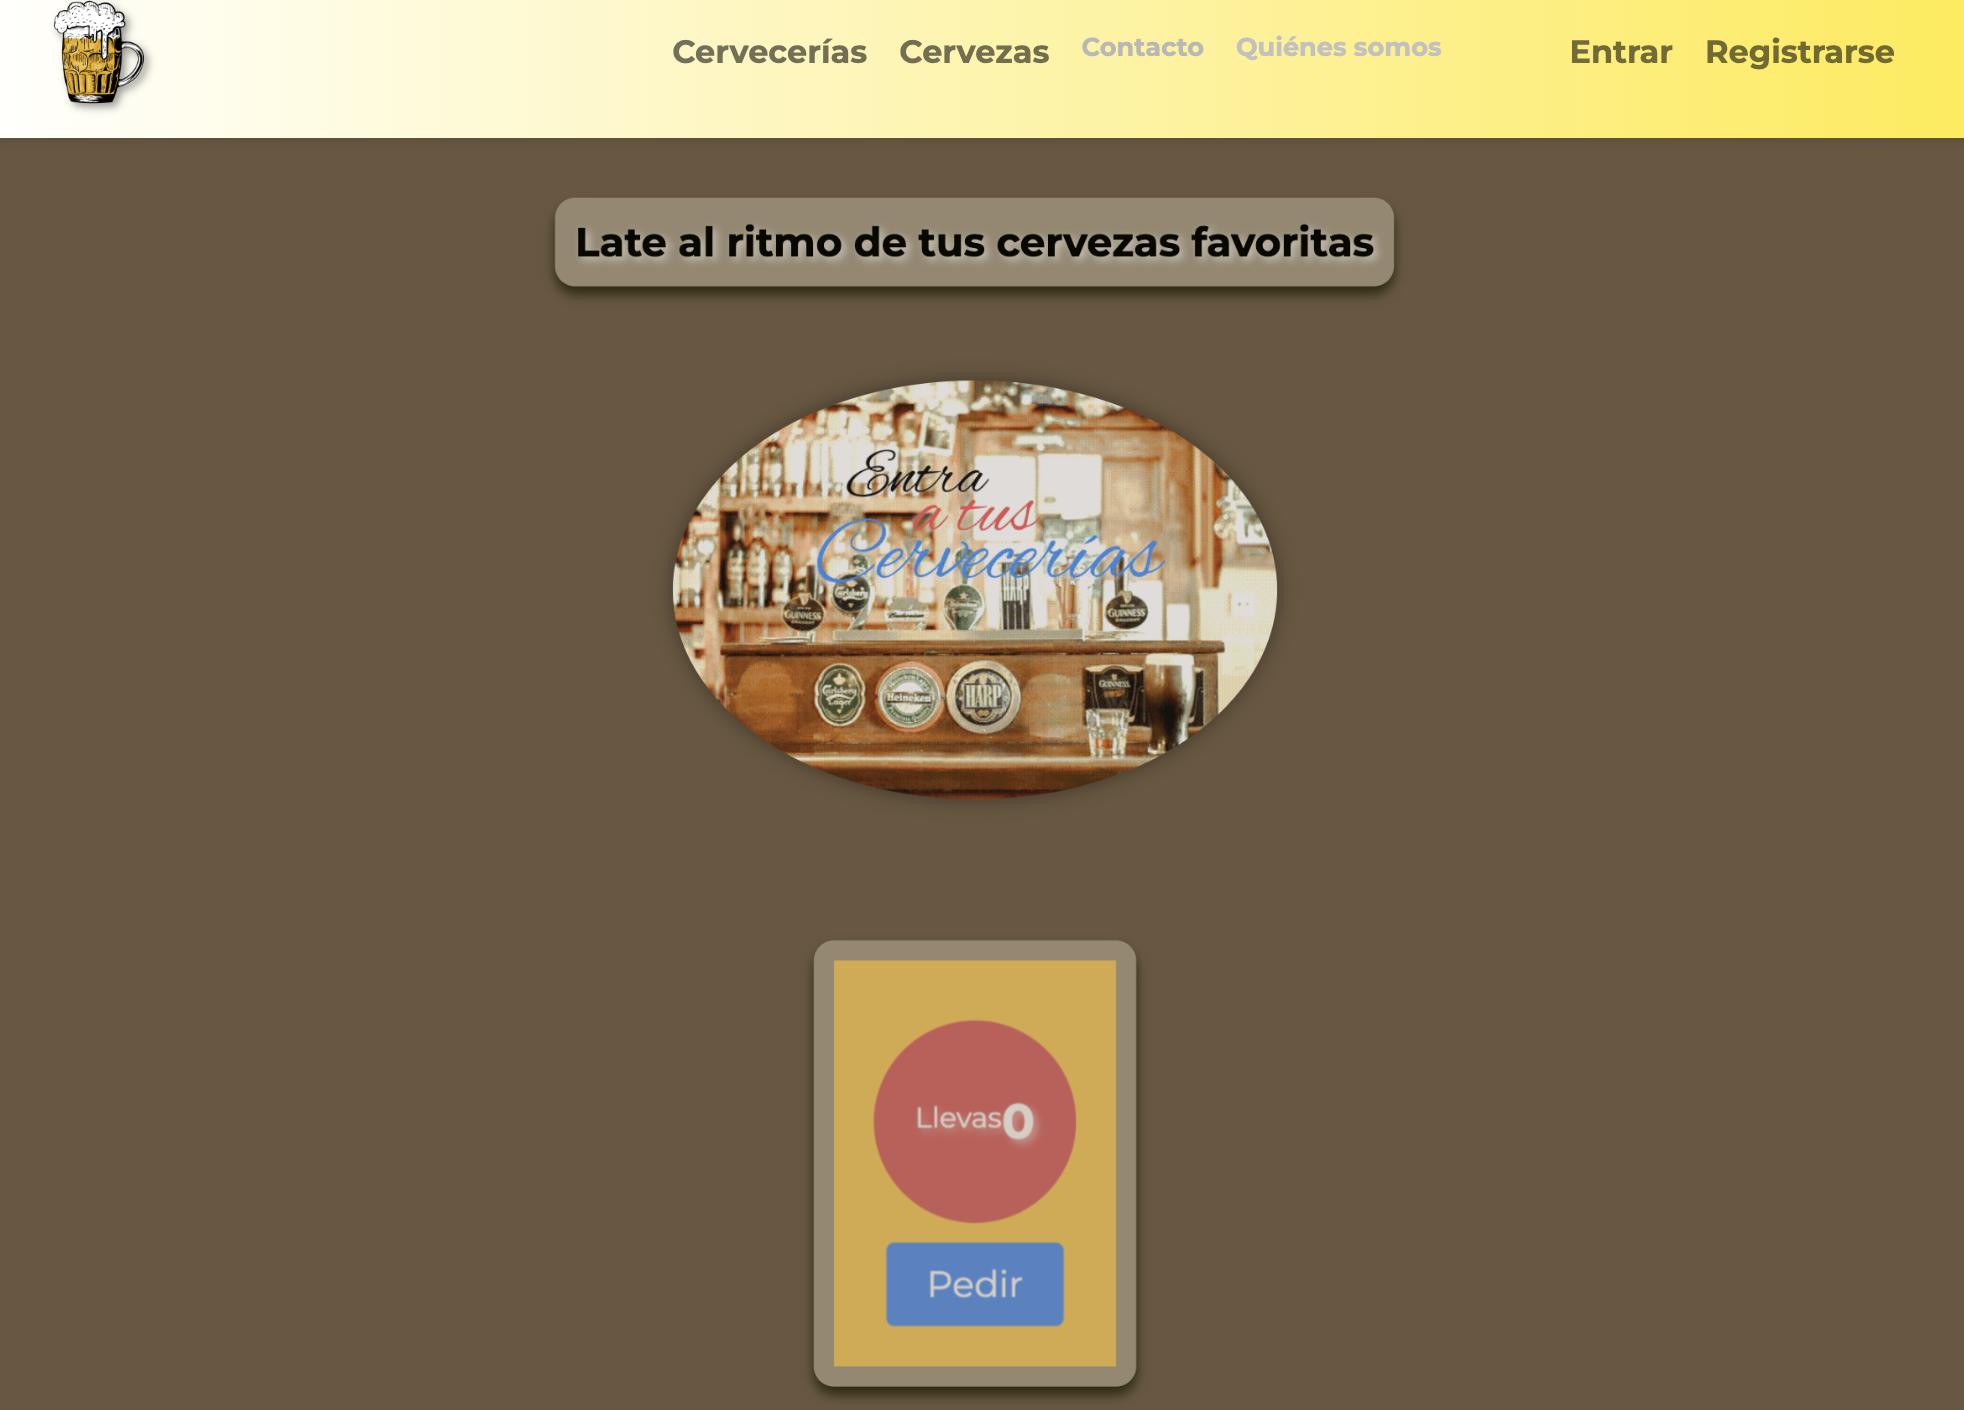 Cervecerías Cervezas Contacto Quiénes somos Entrar Registrarse
Late al ritmo de tus cervezas favoritas
Entra
a tus
Cervecerías
Carlsberg
GUINNESS
Heineken
HARP
GUINNESS
Carlsberg
Lager
Heineken
HARP
GUINNESS
Llevas0
Pedir